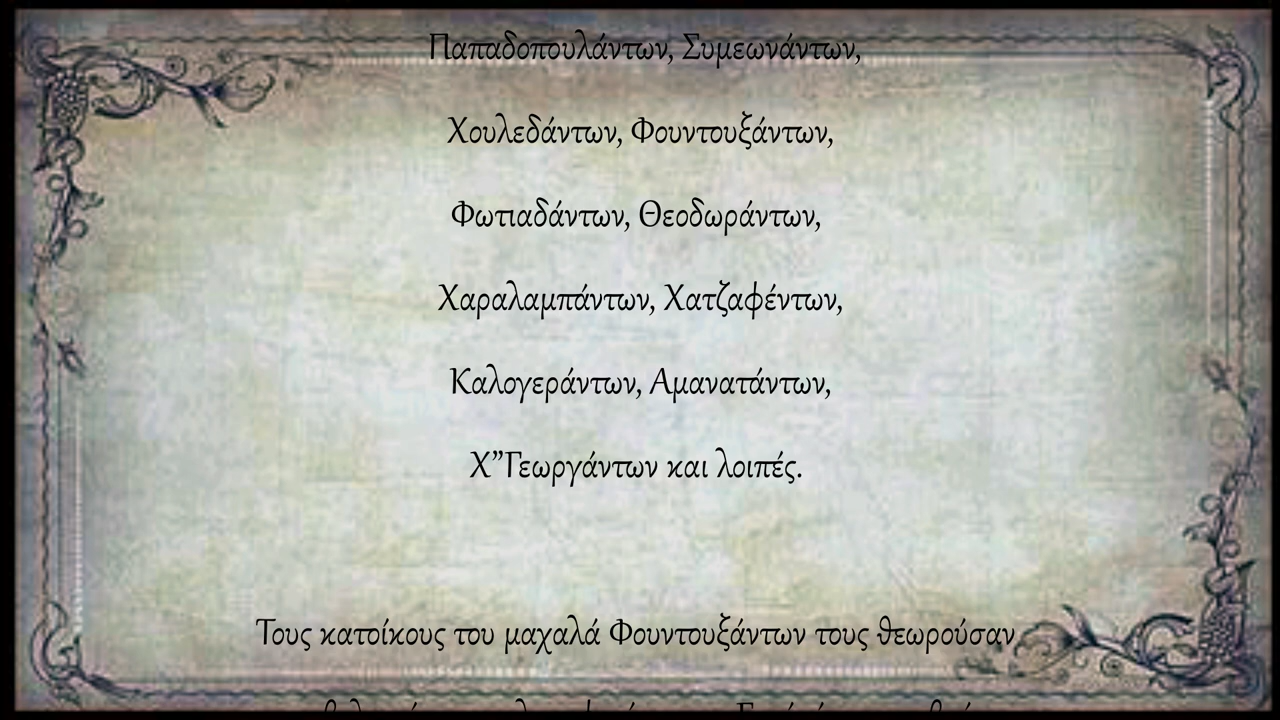 Παπαδοπουλάντων, Συμεωνάντων,
Χουλεδάντων, Φουντουξάντων,
Φωτιαδάντων, Θεοδωράντων,
Χαραλαμπάντων, Χατζαφέντων,
Καλογεράντων, Αμανατάντων,
Χ”Γεωργάντων και λοιπές.
Τους κατοίκους του μαχαλά Φουντουξάντων τους θεωρούσαν